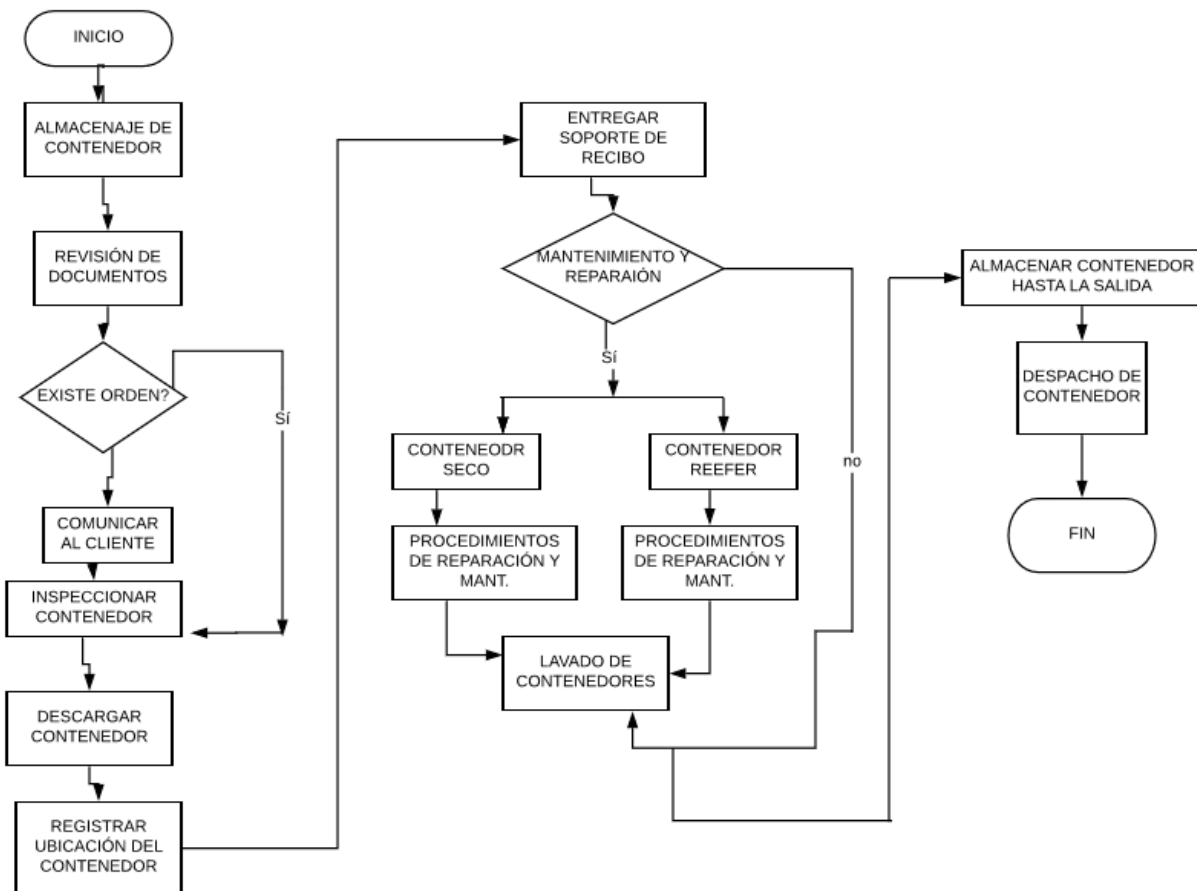 INICIO
ALMACENAJE DE
CONTENEDOR
REVISIÓN DE
DOCUMENTOS
EXISTE ORDEN?
Sí
COMUNICAR
AL CLIENTE
INSPECCIONAR
CONTENEDOR
DESCARGAR
CONTENEDOR
REGISTRAR
UBICACIÓN DEL
CONTENEDOR
ENTREGAR
SOPORTE DE
RECIBO
MANTENIMIENTO Y
REPARAIÓN
Sí
no
CONTENEODR
SECO
CONTENEDOR
REEFER
PROCEDIMIENTOS
DE REPARACIÓN Y
MANT.
PROCEDIMIENTOS
DE REPARACIÓN Y
MANT.
LAVADO DE
CONTENEDORES
ALMACENAR CONTENEDOR
HASTA LA SALIDA
DESPACHO DE
CONTENEDOR
FIN